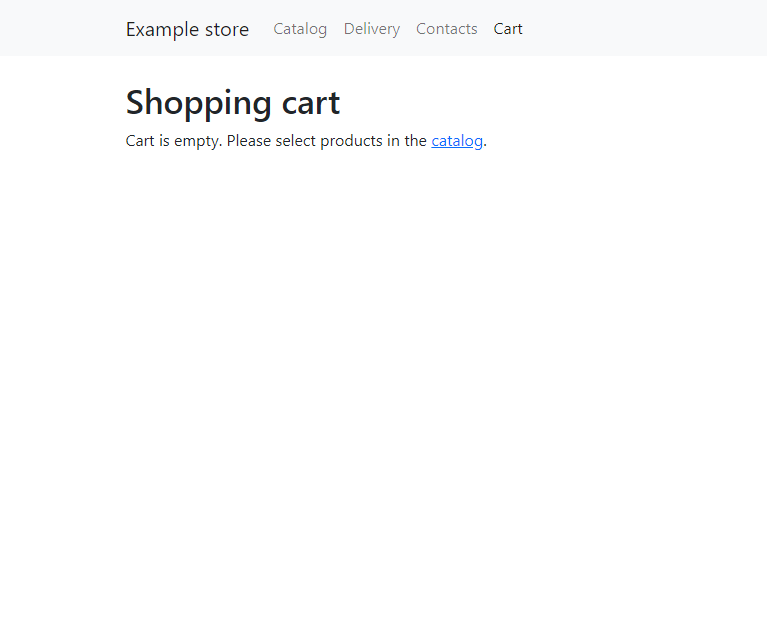 Example store Catalog Delivery Contacts Cart
Shopping cart
Cart is empty. Please select products in the catalog.